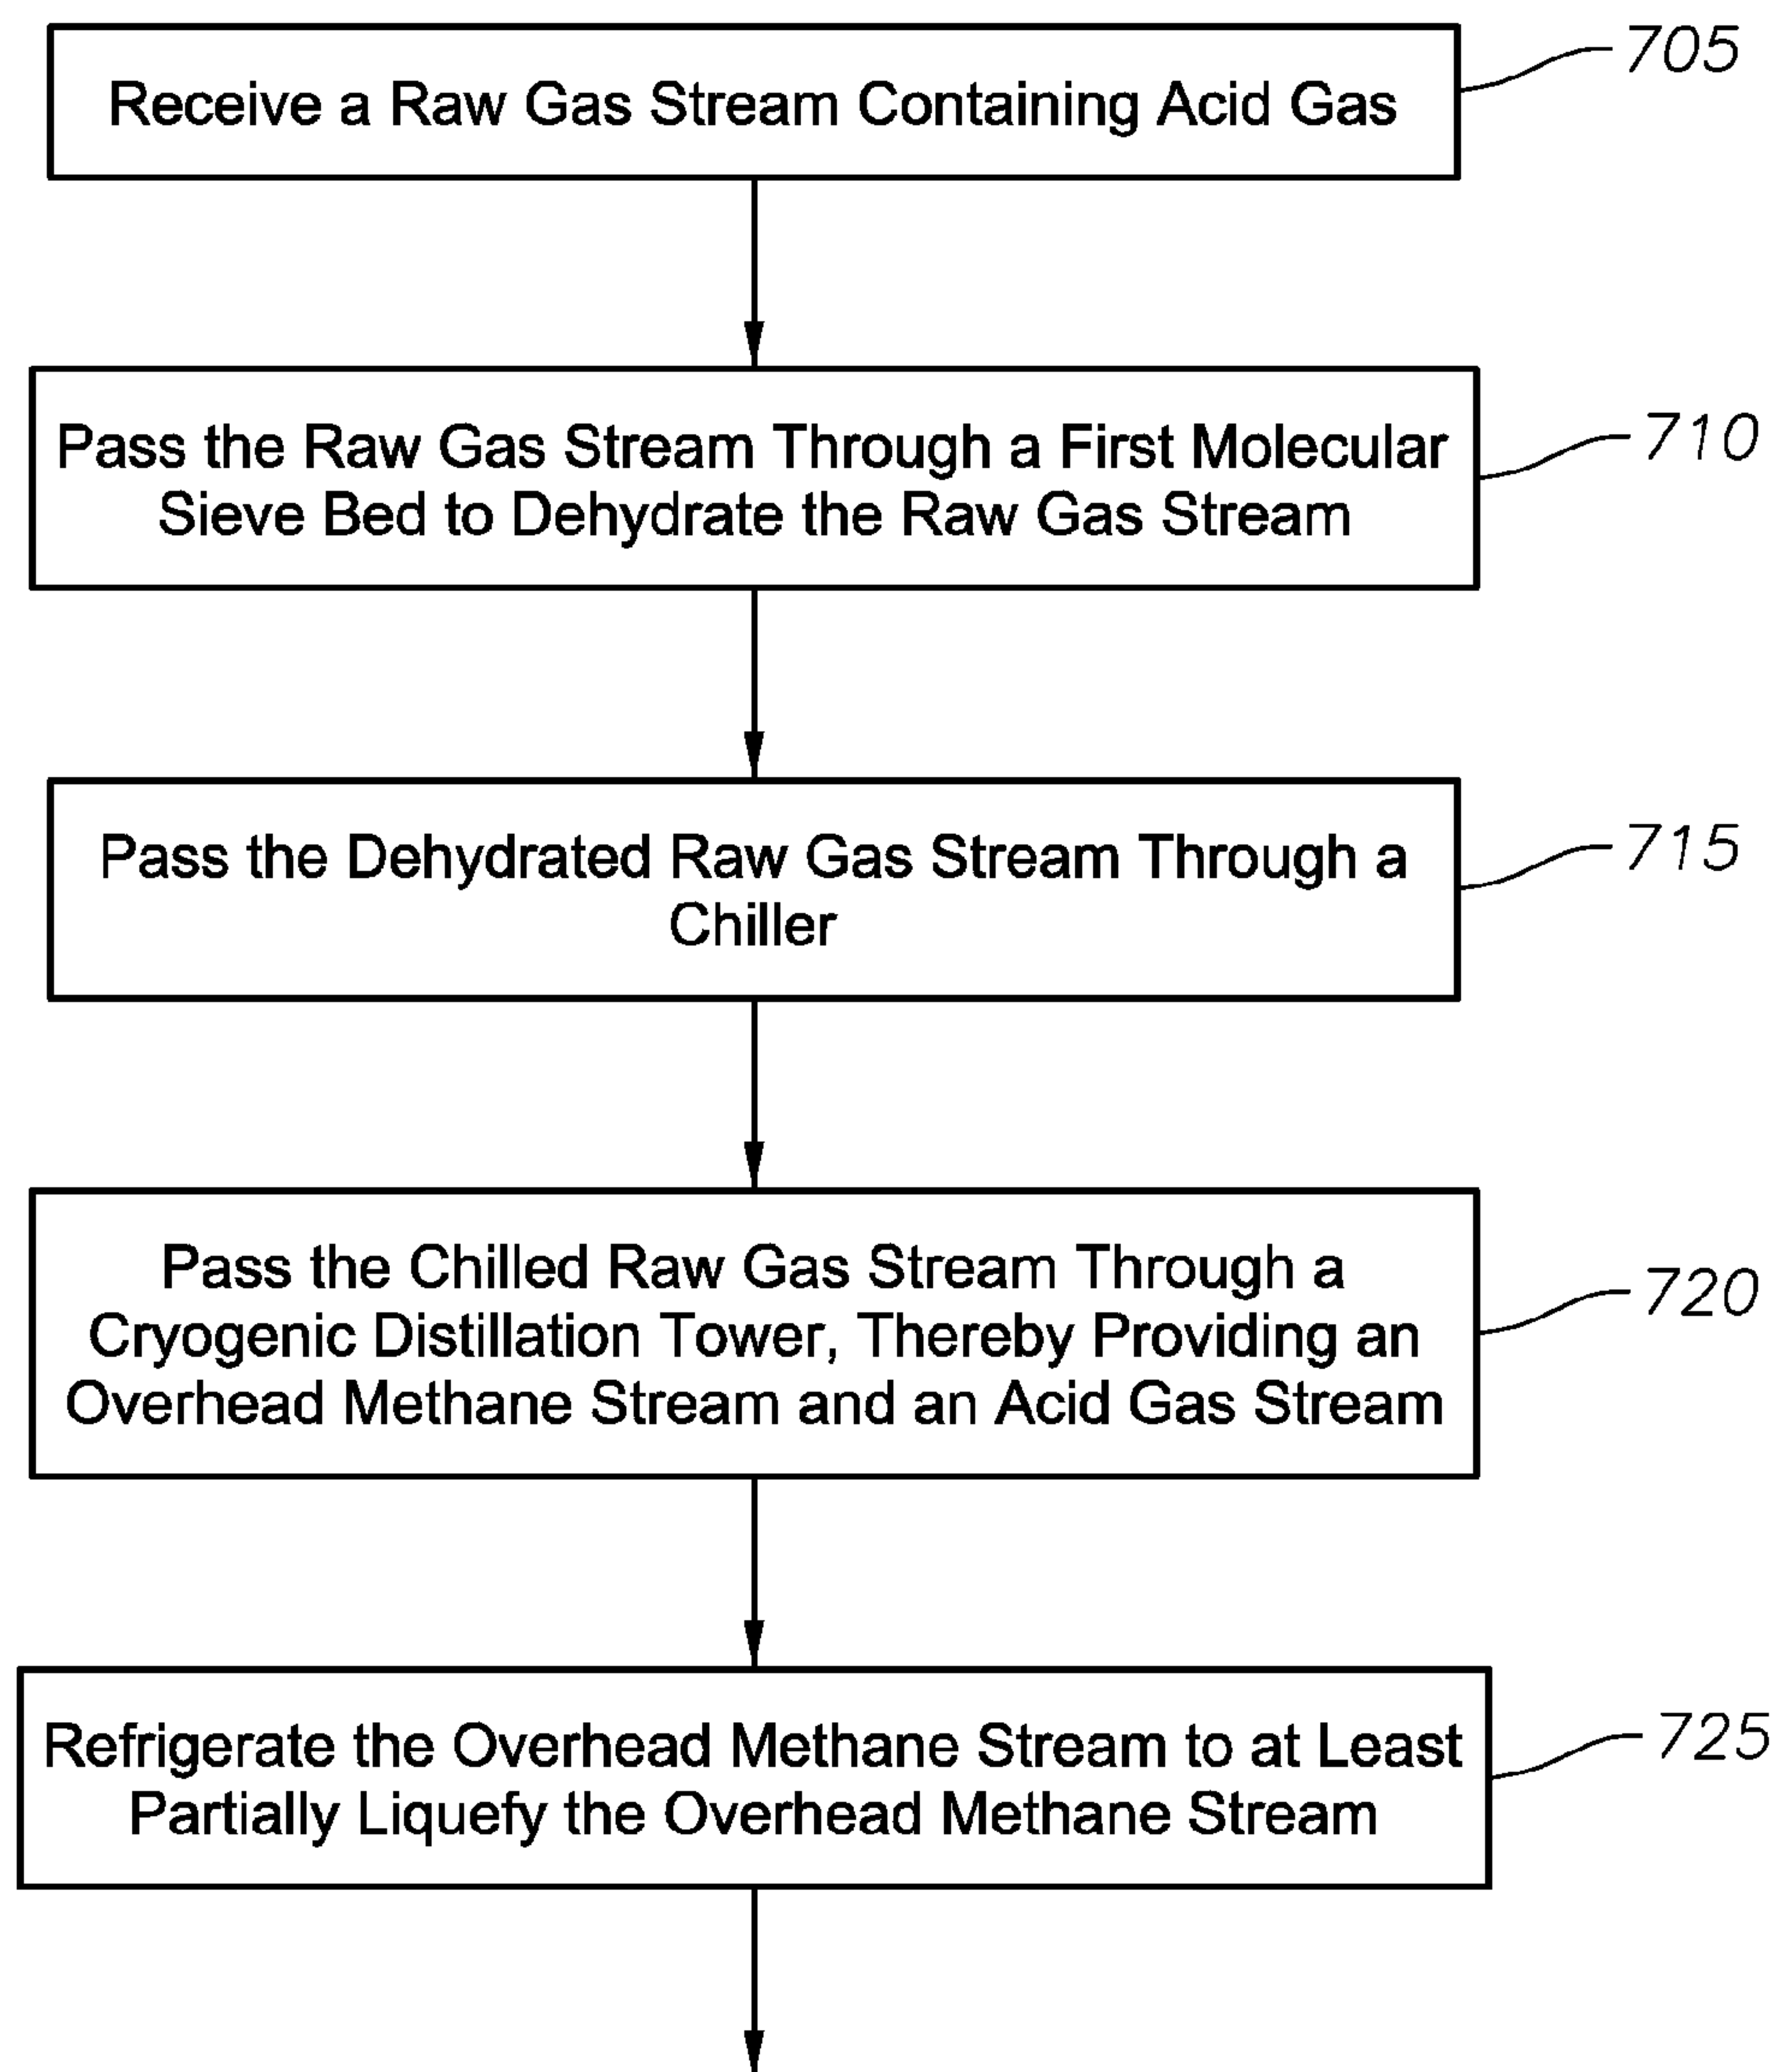 Receive a Raw Gas Stream Containing Acid Gas
705
Pass the Raw Gas Stream Through a First Molecular
Sieve Bed to Dehydrate the Raw Gas Stream
710
Pass the Dehydrated Raw Gas Stream Through a
Chiller
715
Pass the Chilled Raw Gas Stream Through a
Cryogenic Distillation Tower, Thereby Providing an
Overhead Methane Stream and an Acid Gas Stream
720
Refrigerate the Overhead Methane Stream to at Least
Partially Liquefy the Overhead Methane Stream
725